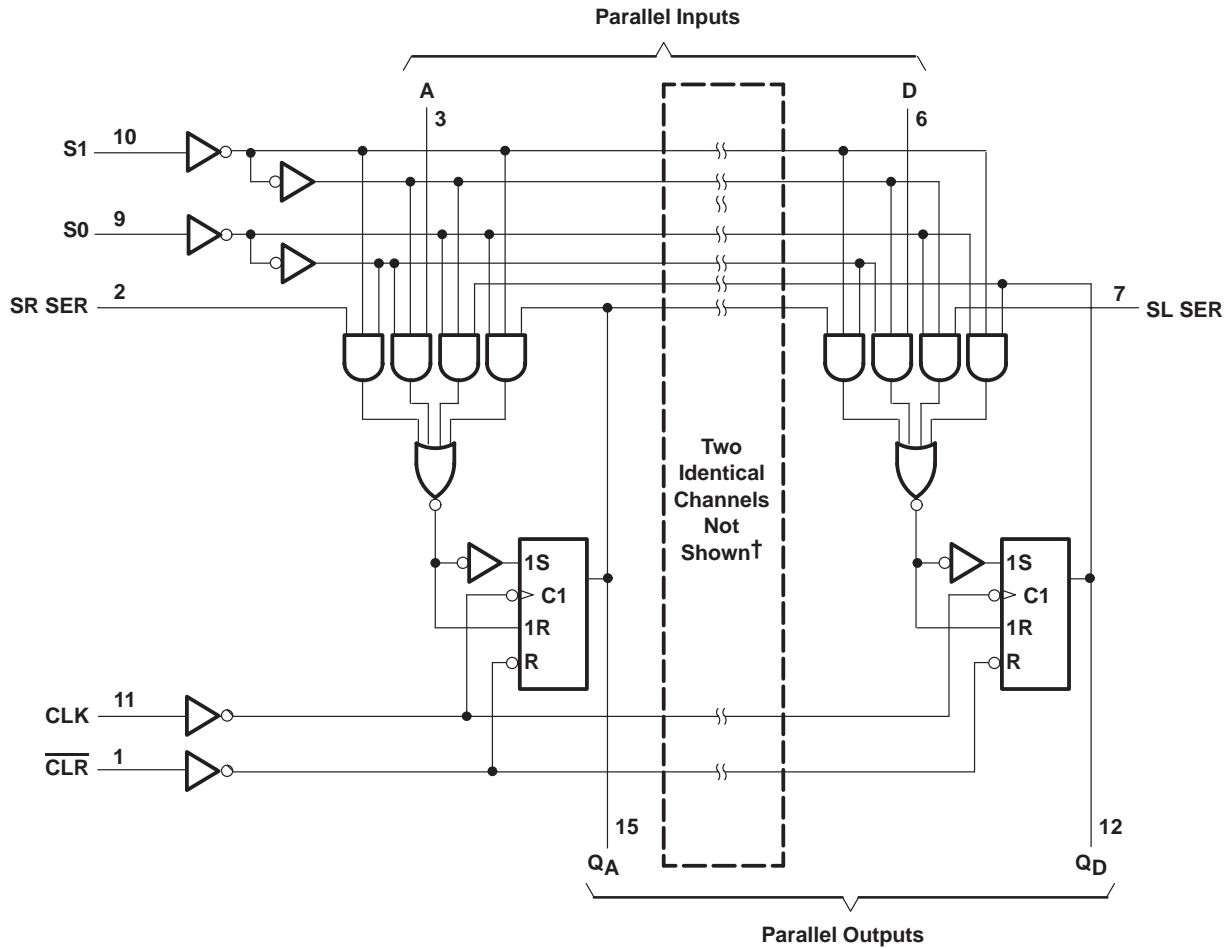 Parallel Inputs
A
D
3
6
S1 10
S0 9
SR SER 2
7 SL SER
Two
Identical
Channels
Not
Shown†
1S
C1
1R
R
1S
C1
1R
R
CLK 11
CLR 1
15
12
QA
QD
Parallel Outputs